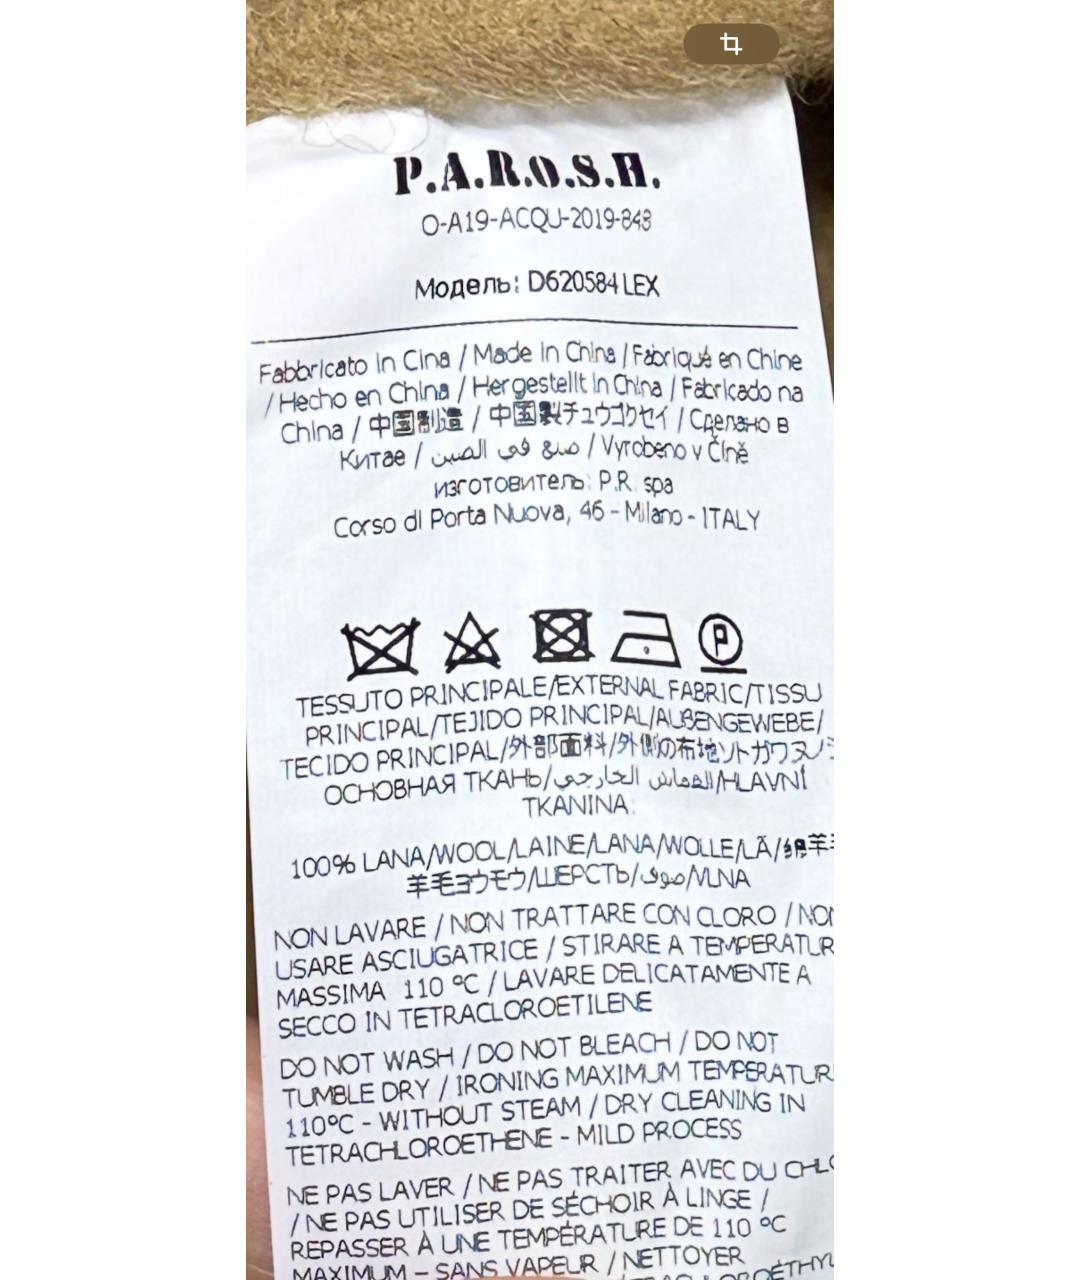 P.A.R.O.S.H.
O-A19-ACQU-2019-848
Модель: D620584 LEX
Fabbricato in Cina / Made in China / Fabriqué en Chine
/ Hecho en China / Hergestellt in China / Fabricado na
China / 中国制造 / 中国製チュウゴクセイ / Сделано в
Китае / صنع في الصين / Vyrobeno v Číně
изготовитель: P.R. spa
Corso di Porta Nuova, 46 - Milano - ITALY
P
TESSUTO PRINCIPALE/EXTERNAL FABRIC/TISSU
PRINCIPAL/TEJIDO PRINCIPAL/AUßENGEWEBE/
TECIDO PRINCIPAL/外部面料/外側の布地ソトガワヌノ
ОСНОВНАЯ ТКАНЬ/القماش الخارجي/HLAVNÍ
TKANINA:
100% LANA/WOOL/LAINE/LANA/WOLLE/LÃ/绵羊
羊毛ヨウモウ/ШЕРСТЬ/صوف/VLNA
NON LAVARE / NON TRATTARE CON CLORO / NON
USARE ASCIUGATRICE / STIRARE A TEMPERATUR
MASSIMA 110 °C / LAVARE DELICATAMENTE A
SECCO IN TETRACLOROETILENE
DO NOT WASH / DO NOT BLEACH / DO NOT
TUMBLE DRY / IRONING MAXIMUM TEMPERATUR
110°C - WITHOUT STEAM / DRY CLEANING IN
TETRACHLOROETHENE - MILD PROCESS
NE PAS LAVER / NE PAS TRAITER AVEC DU CHLO
/ NE PAS UTILISER DE SÉCHOIR À LINGE /
REPASSER À UNE TEMPÉRATURE DE 110 °C
MAXIMUM – SANS VAPEUR / NETTOYER